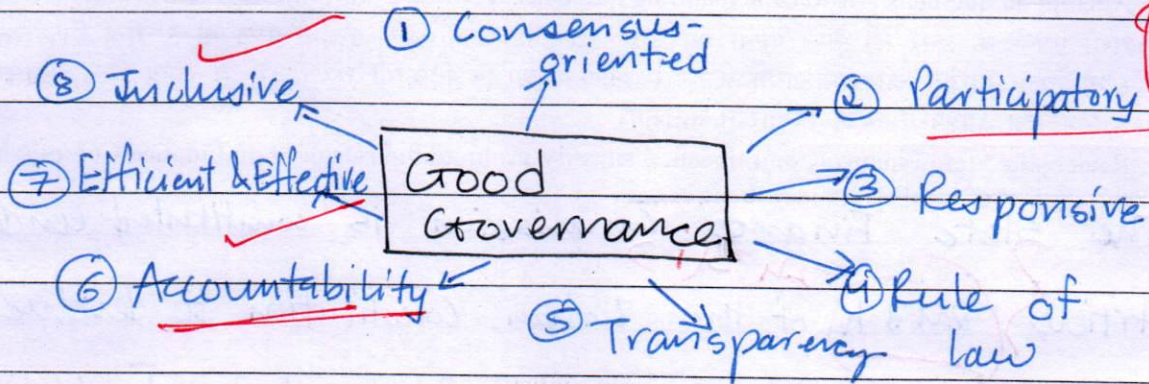 ① Consensus-
oriented
⑧ Inclusive
② Participatory
⑦ Efficient & Effective
Good
Governance
③ Responsive
⑥ Accountability
④ Rule of
law
⑤ Transparency